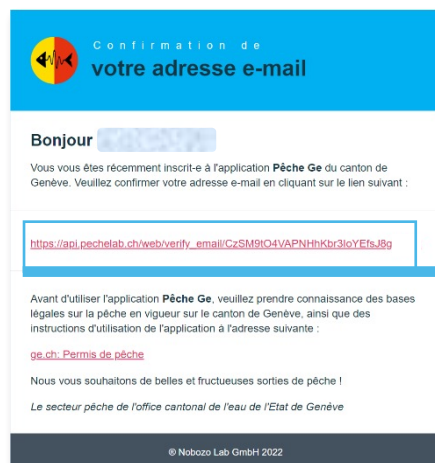 Confirmation de
votre adresse e-mail
Bonjour
Vous vous êtes récemment inscrit-e à l'application Pêche Ge du canton de
Genève. Veuillez confirmer votre adresse e-mail en cliquant sur le lien suivant :
https://api.pechelab.ch/web/verify_email/CzSM9tO4VAPNHhKbr3loYEfsJ8g
Avant d'utiliser l'application Pêche Ge, veuillez prendre connaissance des bases
légales sur la pêche en vigueur sur le canton de Genève, ainsi que des
instructions d'utilisation de l'application à l'adresse suivante :
ge.ch: Permis de pêche
Nous vous souhaitons de belles et fructueuses sorties de pêche !
Le secteur pêche de l'office cantonal de l'eau de l'Etat de Genève
® Nobozo Lab GmbH 2022